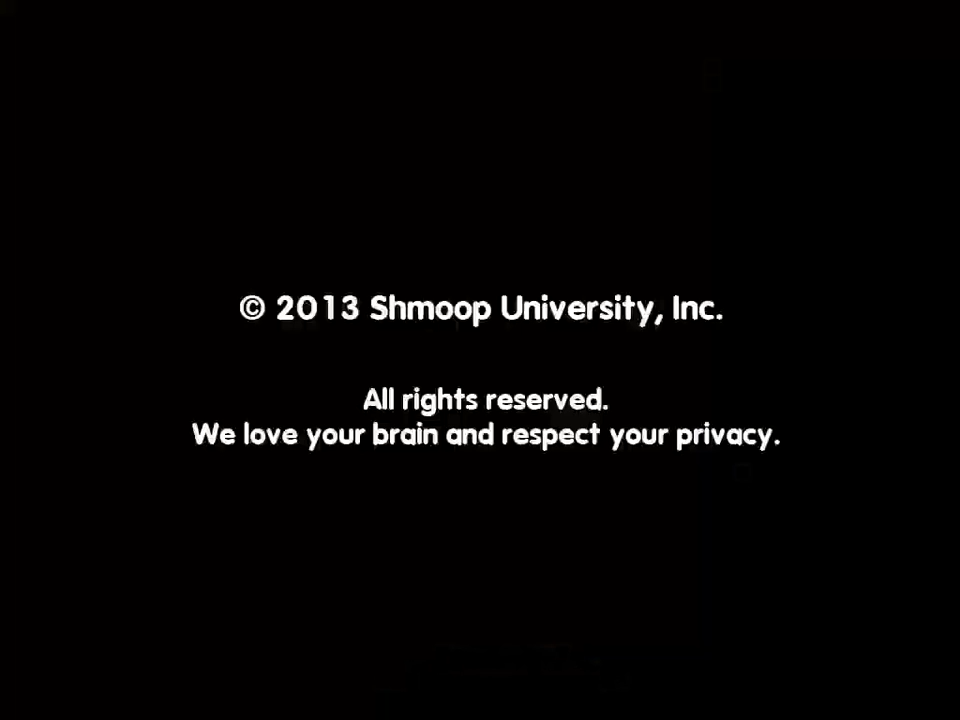 © 2013 Shmoop University, Inc.
All rights reserved.
We love your brain and respect your privacy.